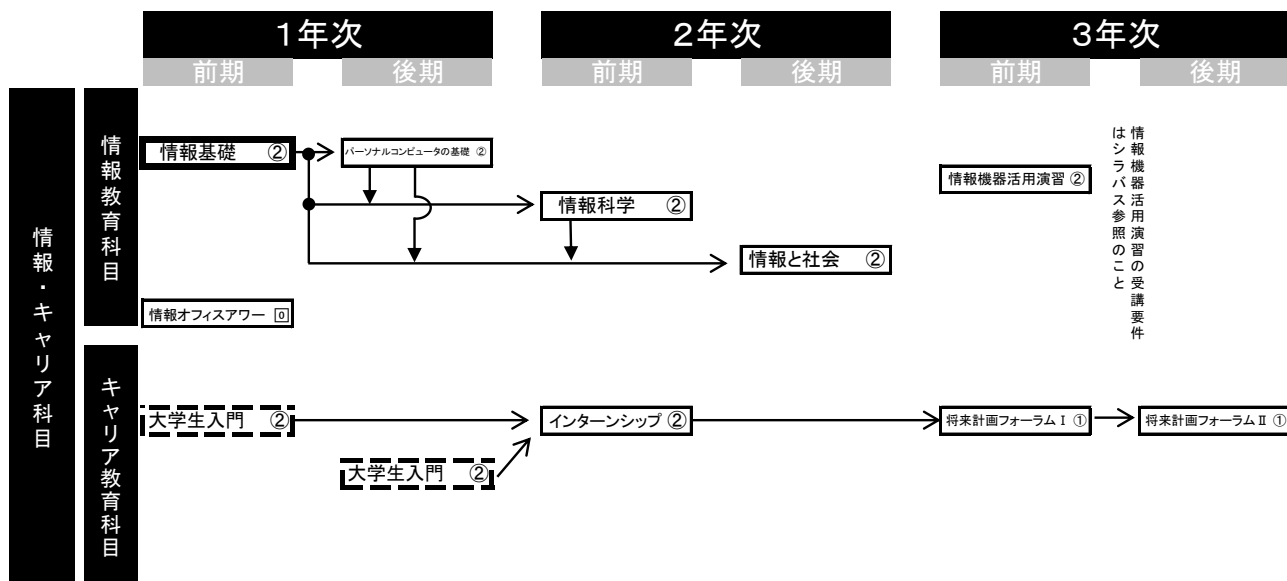 １年次
２年次
３年次
前期
後期
前期
後期
前期
後期
情報・キャリア科目
情報教育科目
情報基礎 ②
パーソナルコンピュータの基礎 ②
情報科学 ②
情報と社会 ②
情報機器活用演習 ②
情報機器活用演習の受講要件
はシラバス参照のこと
情報オフィスアワー 0
キャリア教育科目
大学生入門 ②
インターンシップ ②
将来計画フォーラムⅠ ①
将来計画フォーラムⅡ ①
大学生入門 ②